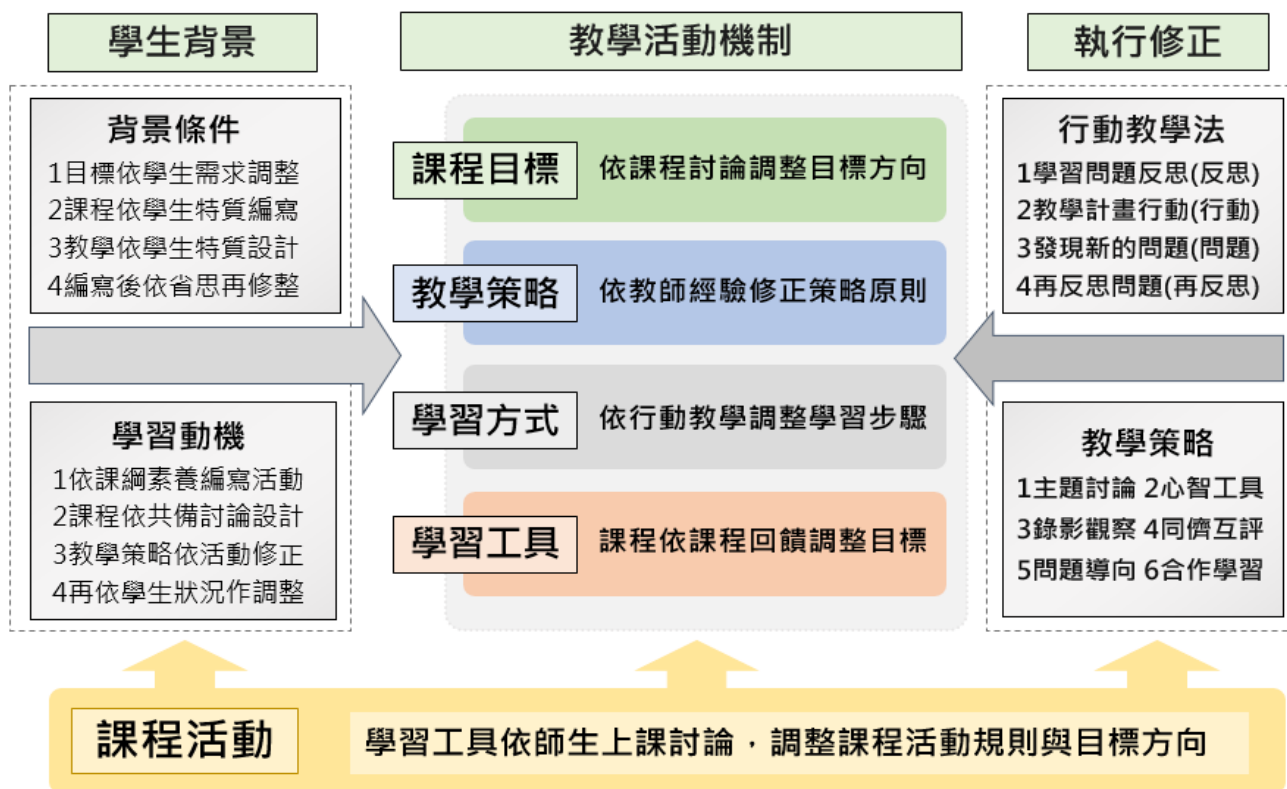 學生背景
背景條件
1目標依學生需求調整
2課程依學生特質編寫
3教學依學生特質設計
4編寫後依省思再修整
學習動機
1依課綱素養編寫活動
2課程依共備討論設計
3教學策略依活動修正
4再依學生狀況作調整
教學活動機制
課程目標 依課程討論調整目標方向
教學策略 依教師經驗修正策略原則
學習方式 依行動教學調整學習步驟
學習工具 課程依課程回饋調整目標
執行修正
行動教學法
1學習問題反思(反思)
2教學計畫行動(行動)
3發現新的問題(問題)
4再反思問題(再反思)
教學策略
1主題討論 2心智工具
3錄影觀察 4同儕互評
5問題導向 6合作學習
課程活動 學習工具依師生上課討論，調整課程活動規則與目標方向